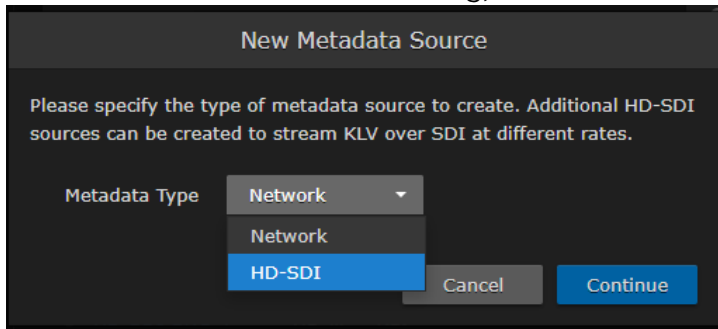 New Metadata Source
Please specify the type of metadata source to create. Additional HD-SDI
sources can be created to stream KLV over SDI at different rates.
Metadata Type Network
Network
HD-SDI
Cancel Continue